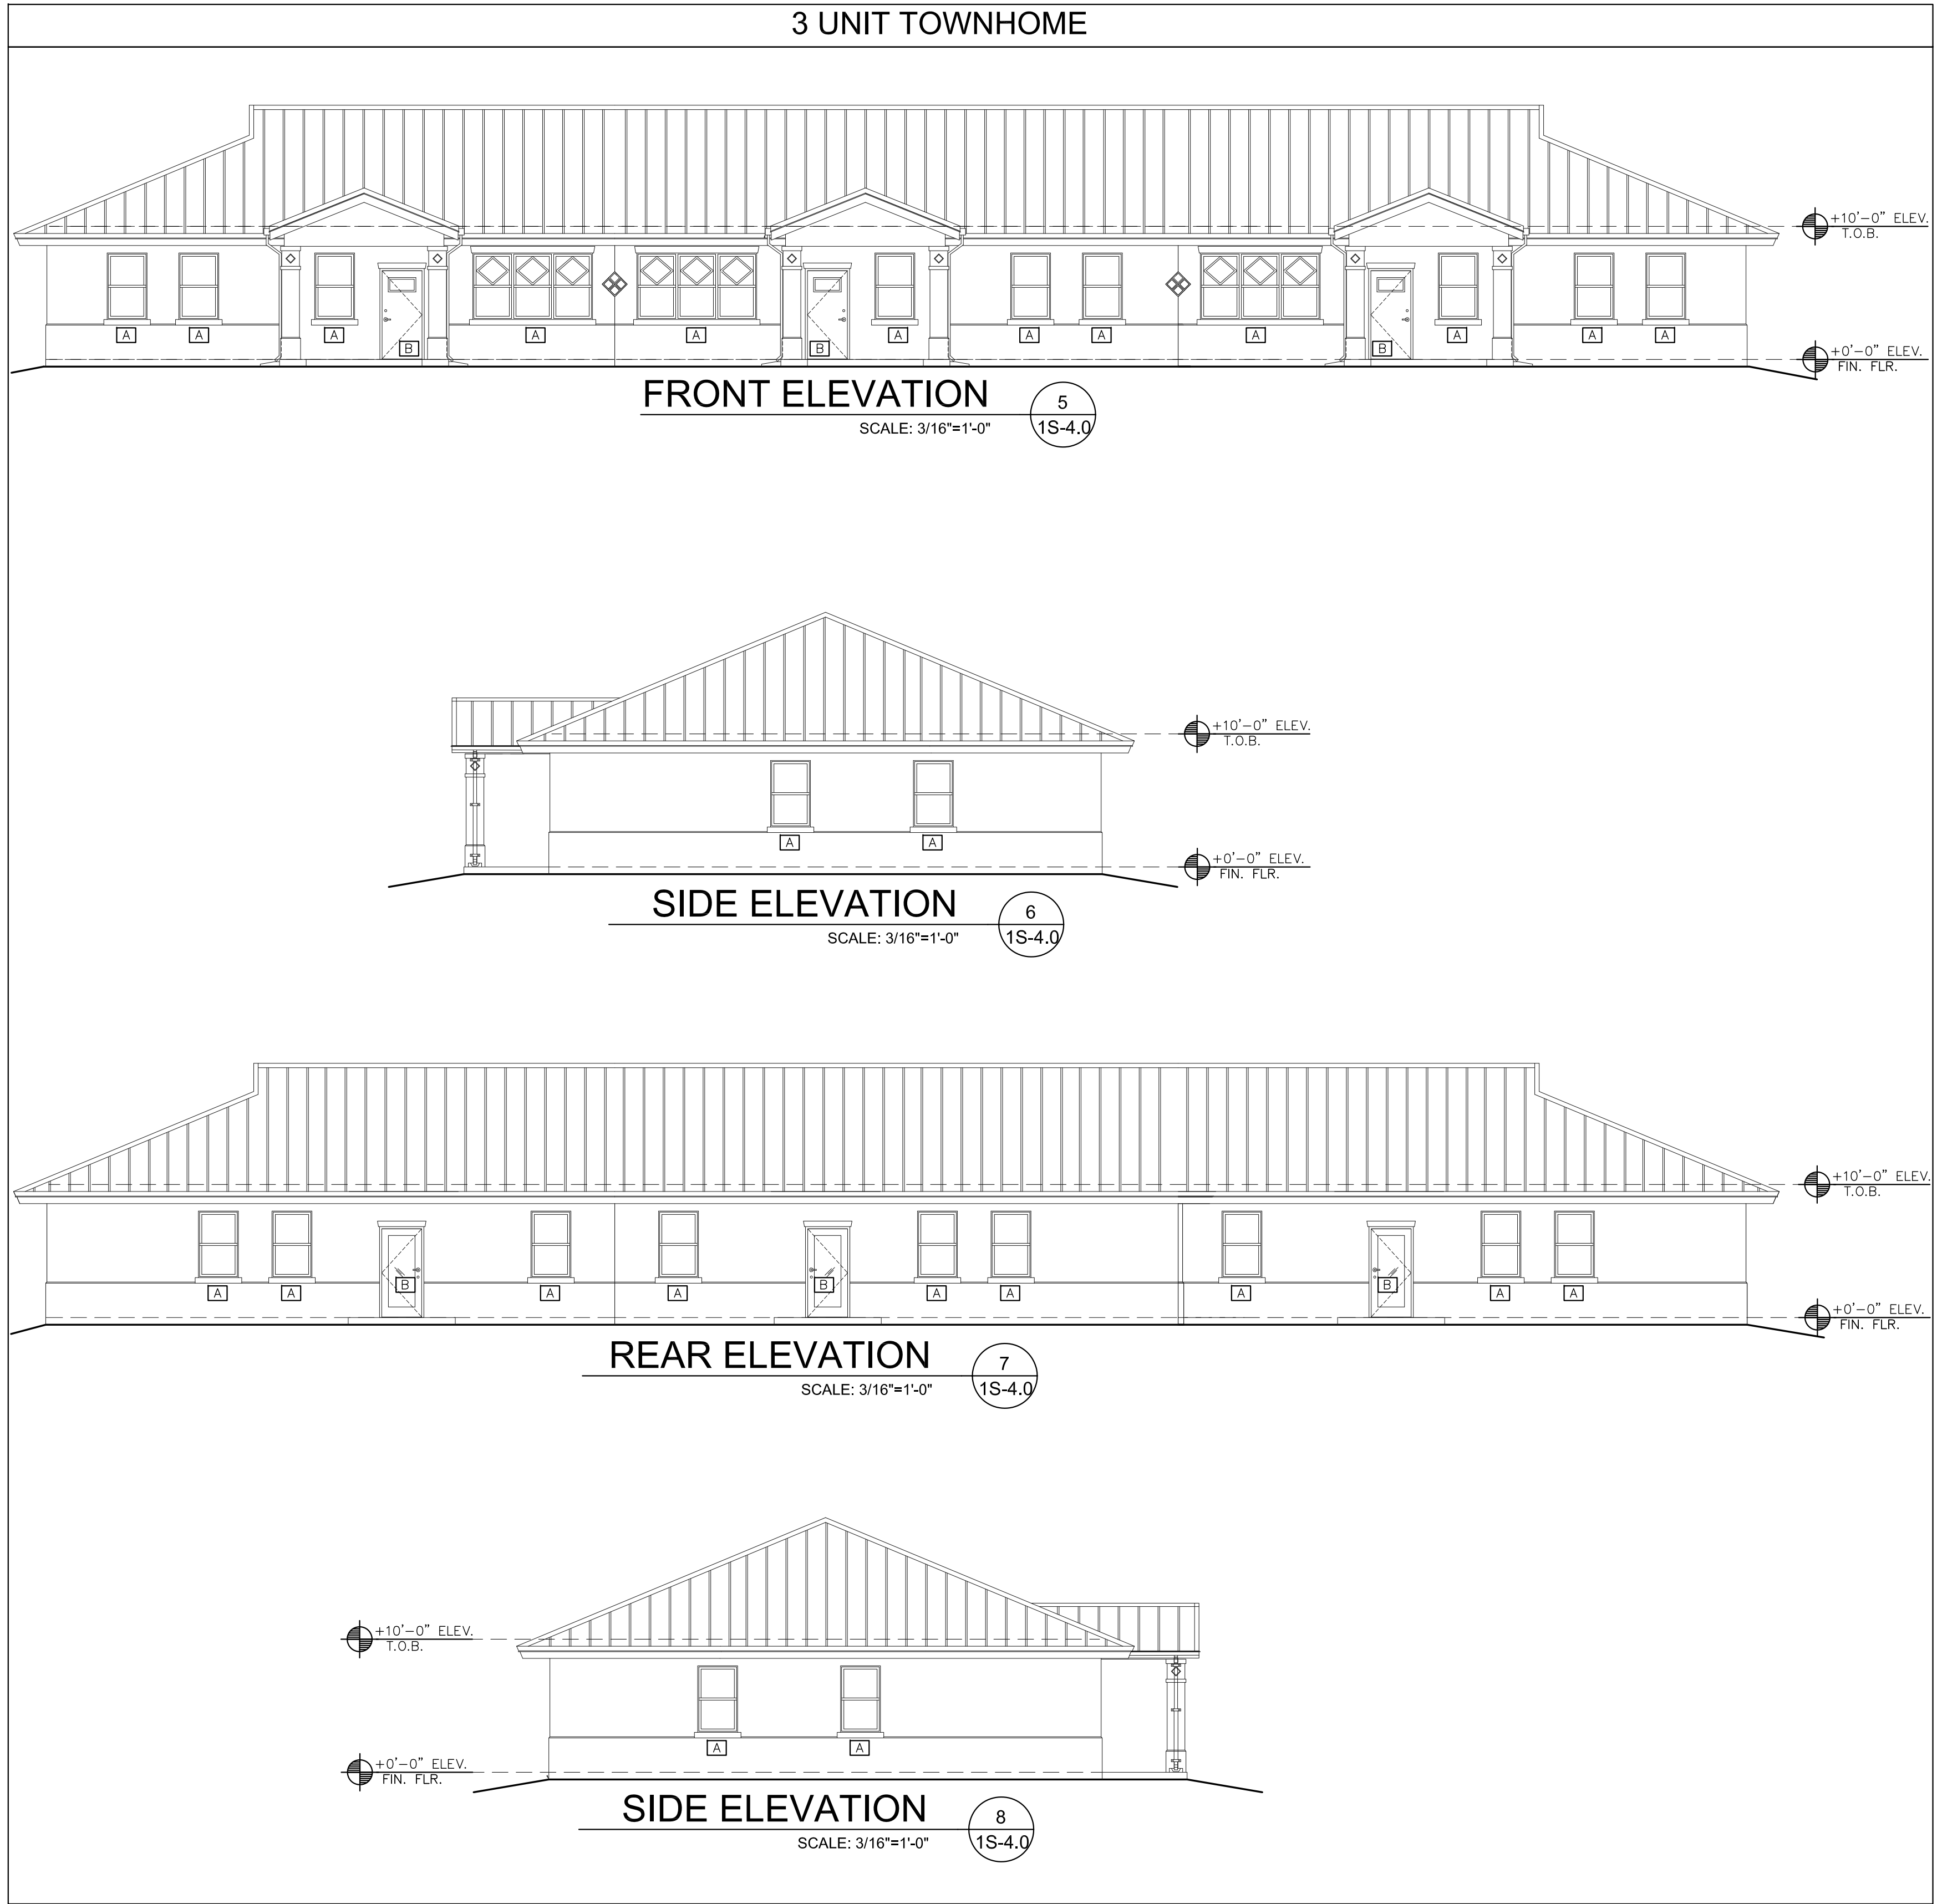 3 UNIT TOWNHOME
+10'-0" ELEV.
T.O.B.
A A A B A A B A A A A B A A A
+0'-0" ELEV.
FIN. FLR.
FRONT ELEVATION
SCALE: 3/16"=1'-0"
5
1S-4.0
+10'-0" ELEV.
T.O.B.
A A
+0'-0" ELEV.
FIN. FLR.
SIDE ELEVATION
SCALE: 3/16"=1'-0"
6
1S-4.0
+10'-0" ELEV.
T.O.B.
A A B A A B A A A B A A
+0'-0" ELEV.
FIN. FLR.
REAR ELEVATION
SCALE: 3/16"=1'-0"
7
1S-4.0
+10'-0" ELEV.
T.O.B.
A A
+0'-0" ELEV.
FIN. FLR.
SIDE ELEVATION
SCALE: 3/16"=1'-0"
8
1S-4.0